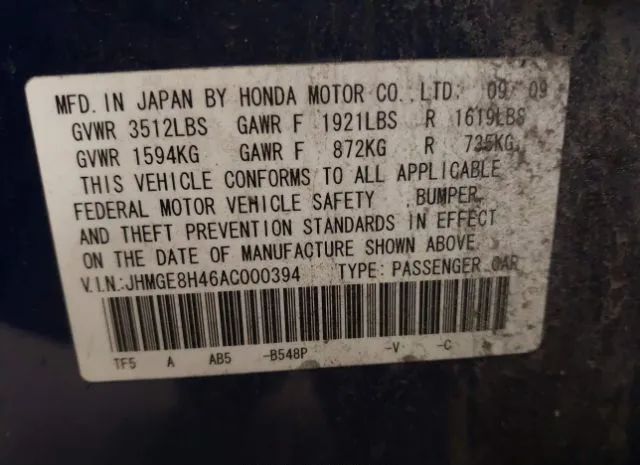 MFD. IN JAPAN BY HONDA MOTOR CO., LTD. 09 09
GVWR 3512LBS GAWR F 1921LBS R 1619LBS
GVWR 1594KG GAWR F 872KG R 735KG
THIS VEHICLE CONFORMS TO ALL APPLICABLE
FEDERAL MOTOR VEHICLE SAFETY , BUMPER,
AND THEFT PREVENTION STANDARDS IN EFFECT
ON THE DATE OF MANUFACTURE SHOWN ABOVE.
V.I.N.:JHMGE8H46AC000394 TYPE: PASSENGER CAR
TF5 A AB5 -B548P -V -C